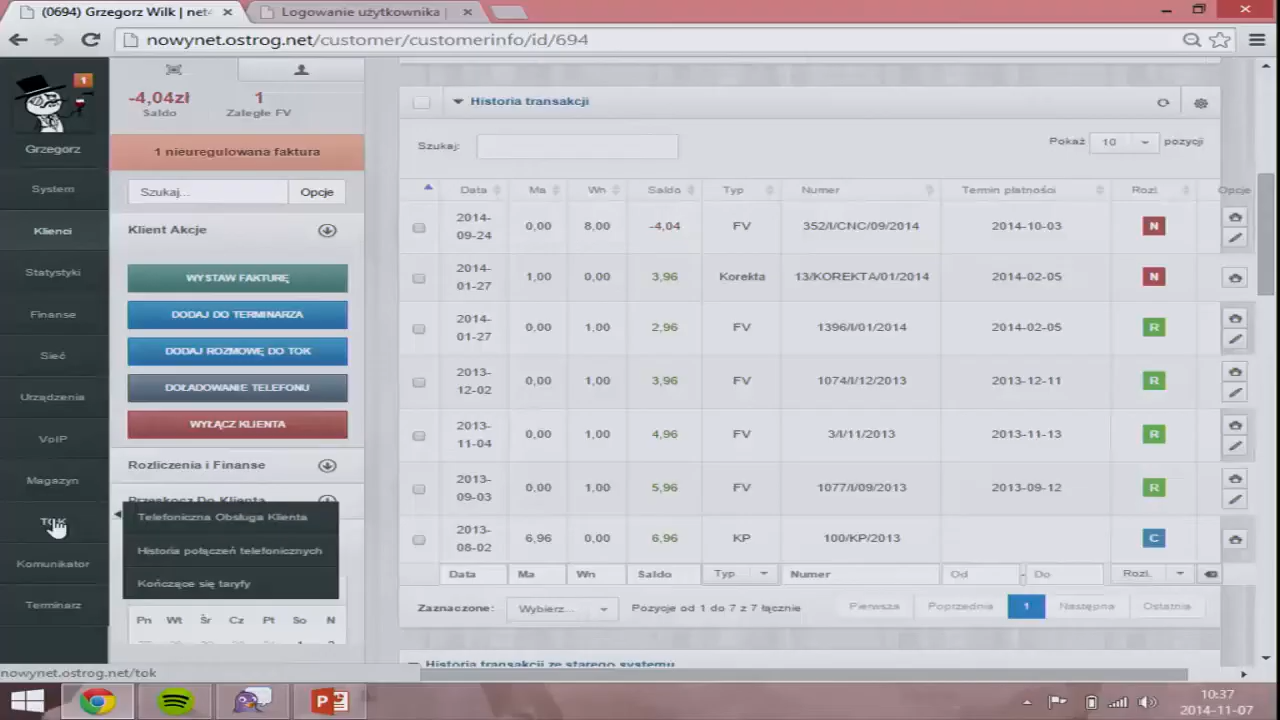 (0694) Grzegorz Wilk | net
Logowanie użytkownika
nowynet.ostrog.net/customer/customerinfo/id/694
1
Grzegorz
System
Klienci
Statystyki
Finanse
Sieć
Urządzenia
VoIP
Magazyn
TOK
Komunikator
Terminarz
-4,04zł
Saldo
1
Zaległe FV
1 nieuregulowana faktura
Szukaj...
Opcje
Klient Akcje
WYSTAW FAKTURĘ
DODAJ DO TERMINARZA
DODAJ ROZMOWĘ DO TOK
DOŁADOWANIE TELEFONU
WYŁĄCZ KLIENTA
Rozliczenia i Finanse
Przeskocz Do Klienta
Telefoniczna Obsługa Klienta
Historia połączeń telefonicznych
Kończące się taryfy
Pn Wt Śr Cz Pt So N
Historia transakcji
Szukaj:
Pokaż 10 pozycji
Data Ma Wn Saldo Typ Numer Termin płatności Rozl. Opcje
2014-09-24 0,00 8,00 -4,04 FV 352/I/CNC/09/2014 2014-10-03 N
2014-01-27 1,00 0,00 3,96 Korekta 13/KOREKTA/01/2014 2014-02-05 N
2014-01-27 0,00 1,00 2,96 FV 1396/I/01/2014 2014-02-05 R
2013-12-02 0,00 1,00 3,96 FV 1074/I/12/2013 2013-12-11 R
2013-11-04 0,00 1,00 4,96 FV 3/I/11/2013 2013-11-13 R
2013-09-03 0,00 1,00 5,96 FV 1077/I/09/2013 2013-09-12 R
2013-08-02 6,96 0,00 6,96 KP 100/KP/2013 C
Data Ma Wn Saldo Typ Numer Od - Do Rozl.
Zaznaczone: Wybierz... Pozycje od 1 do 7 z 7 łącznie Pierwsza Poprzednia 1 Następna Ostatnia
Historia transakcji ze starego systemu
nowynet.ostrog.net/tok
10:37
2014-11-07